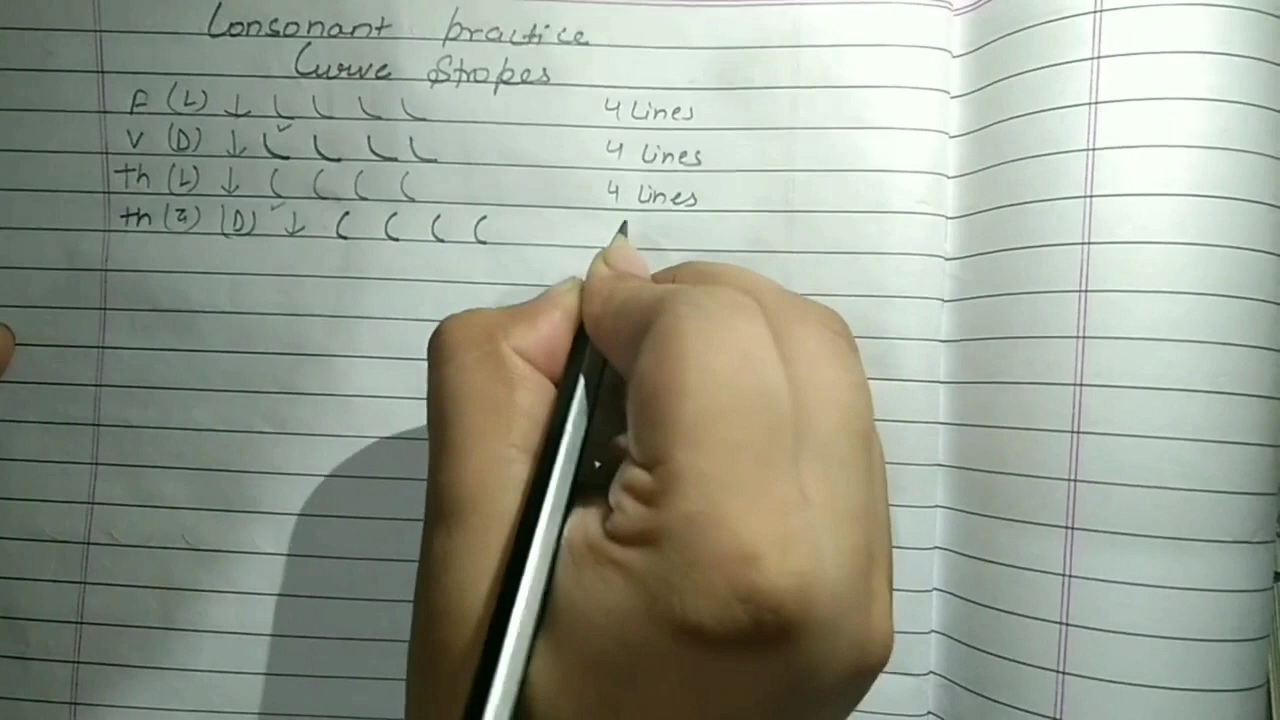 Consonant practice
Curve Strokes
F (L) ↓ 4 Lines
V (D) ↓ 4 Lines
th (L) ↓ 4 Lines
th (द) (D) ↓